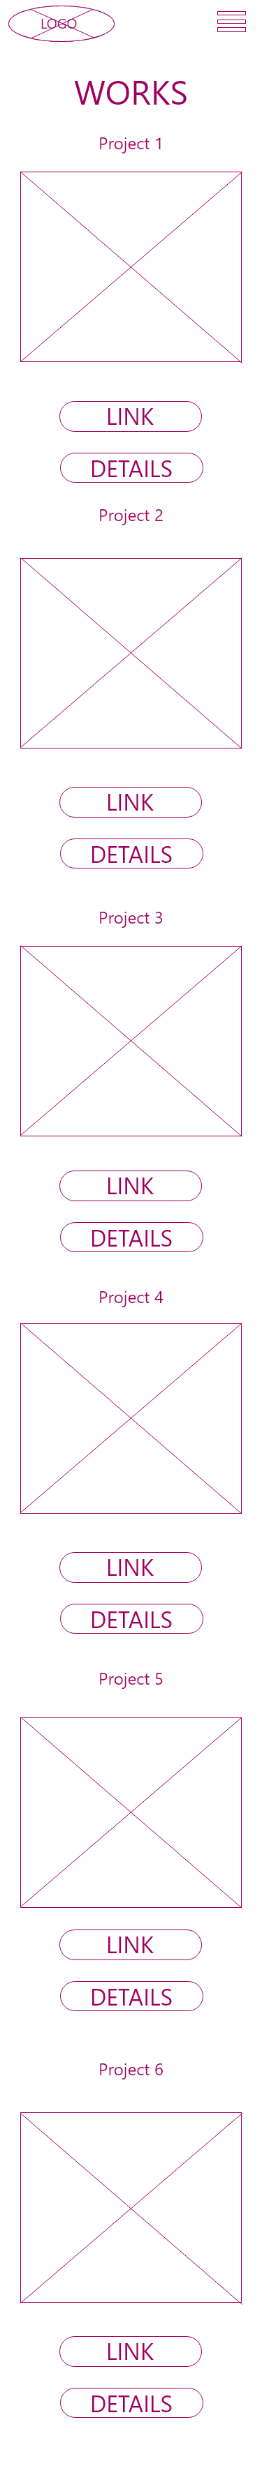 LOGO
WORKS
Project 1
LINK
DETAILS
Project 2
LINK
DETAILS
Project 3
LINK
DETAILS
Project 4
LINK
DETAILS
Project 5
LINK
DETAILS
Project 6
LINK
DETAILS